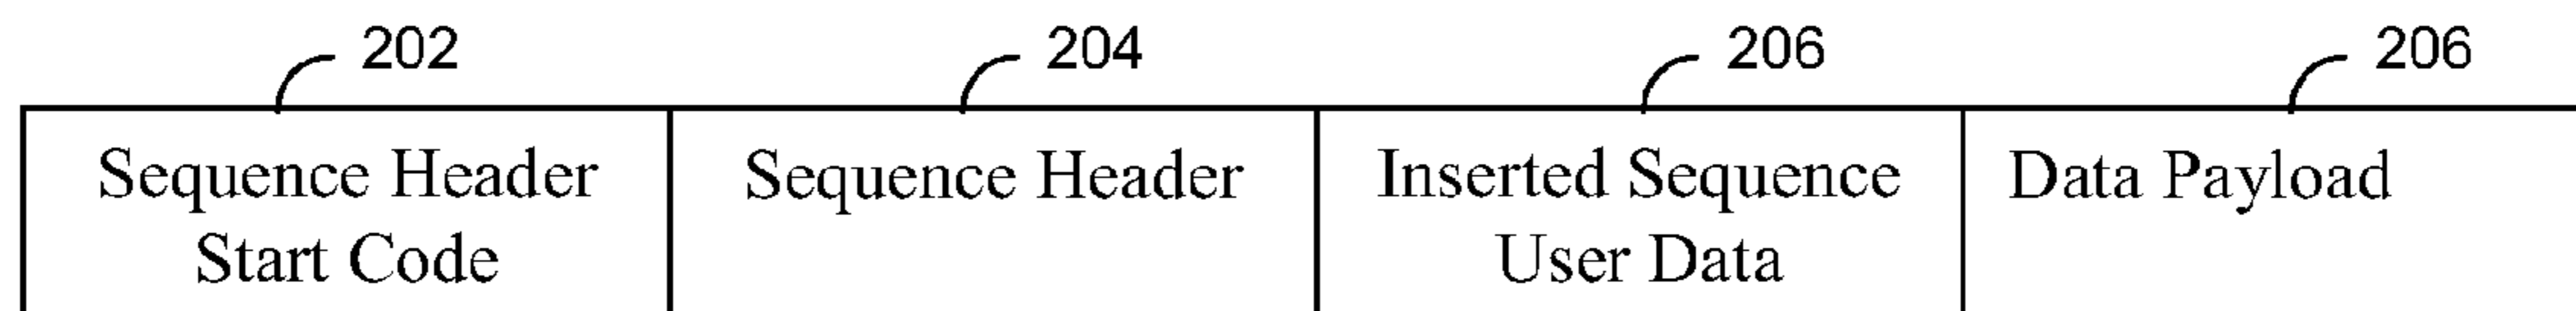 202 204 206 206
Sequence Header Sequence Header Inserted Sequence Data Payload
Start Code User Data